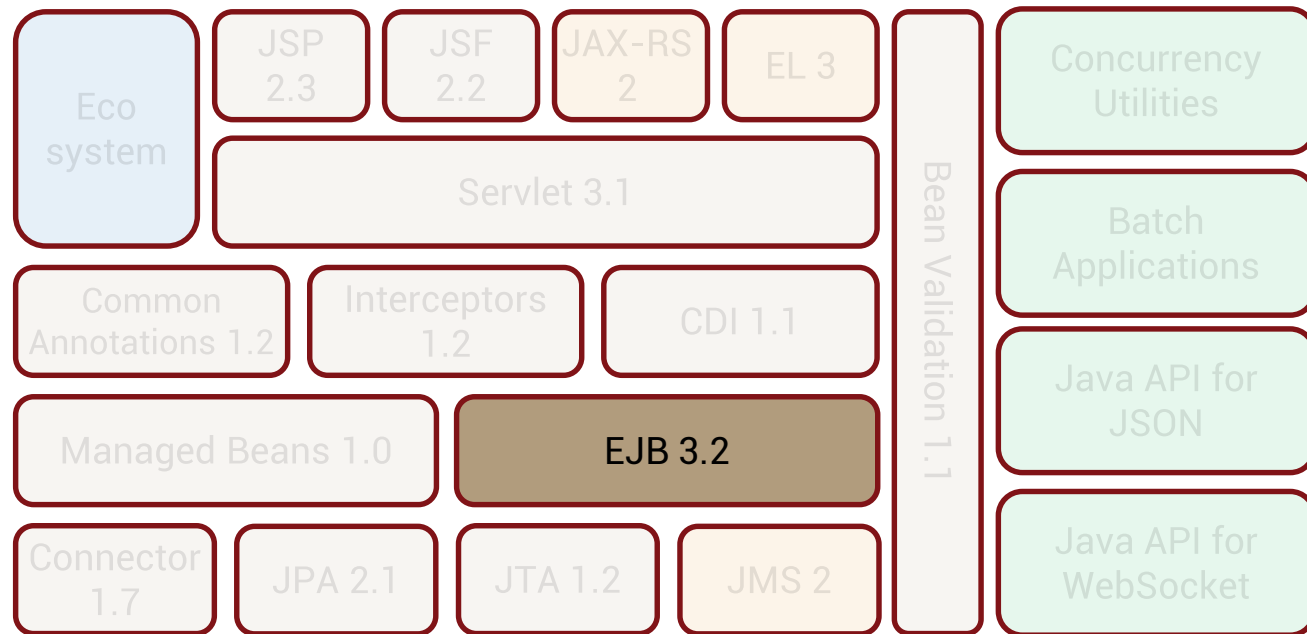 Eco
system
JSP
2.3
JSF
2.2
JAX-RS
2
EL 3
Servlet 3.1
Common
Annotations 1.2
Interceptors
1.2
CDI 1.1
Managed Beans 1.0
EJB 3.2
Connector
1.7
JPA 2.1
JTA 1.2
JMS 2
Bean Validation 1.1
Concurrency
Utilities
Batch
Applications
Java API for
JSON
Java API for
WebSocket